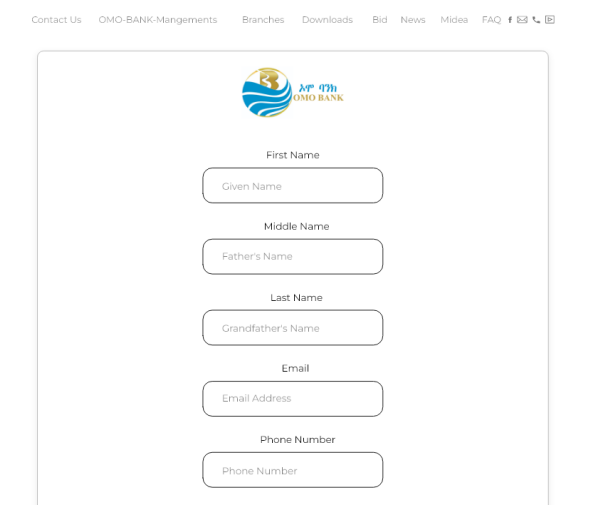 Contact Us OMO-BANK-Mangements Branches Downloads Bid News Midea FAQ
ኦሞ ባንክ
OMO BANK
First Name
Given Name
Middle Name
Father's Name
Last Name
Grandfather's Name
Email
Email Address
Phone Number
Phone Number